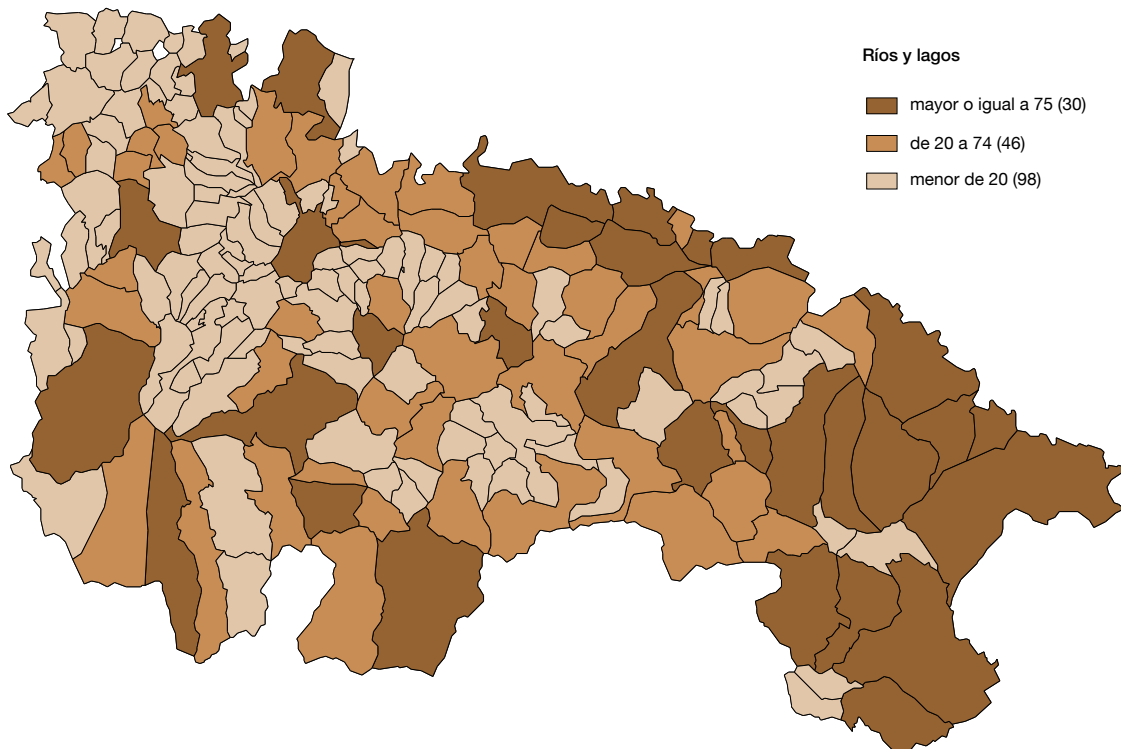 Ríos y lagos
mayor o igual a 75 (30)
de 20 a 74 (46)
menor de 20 (98)